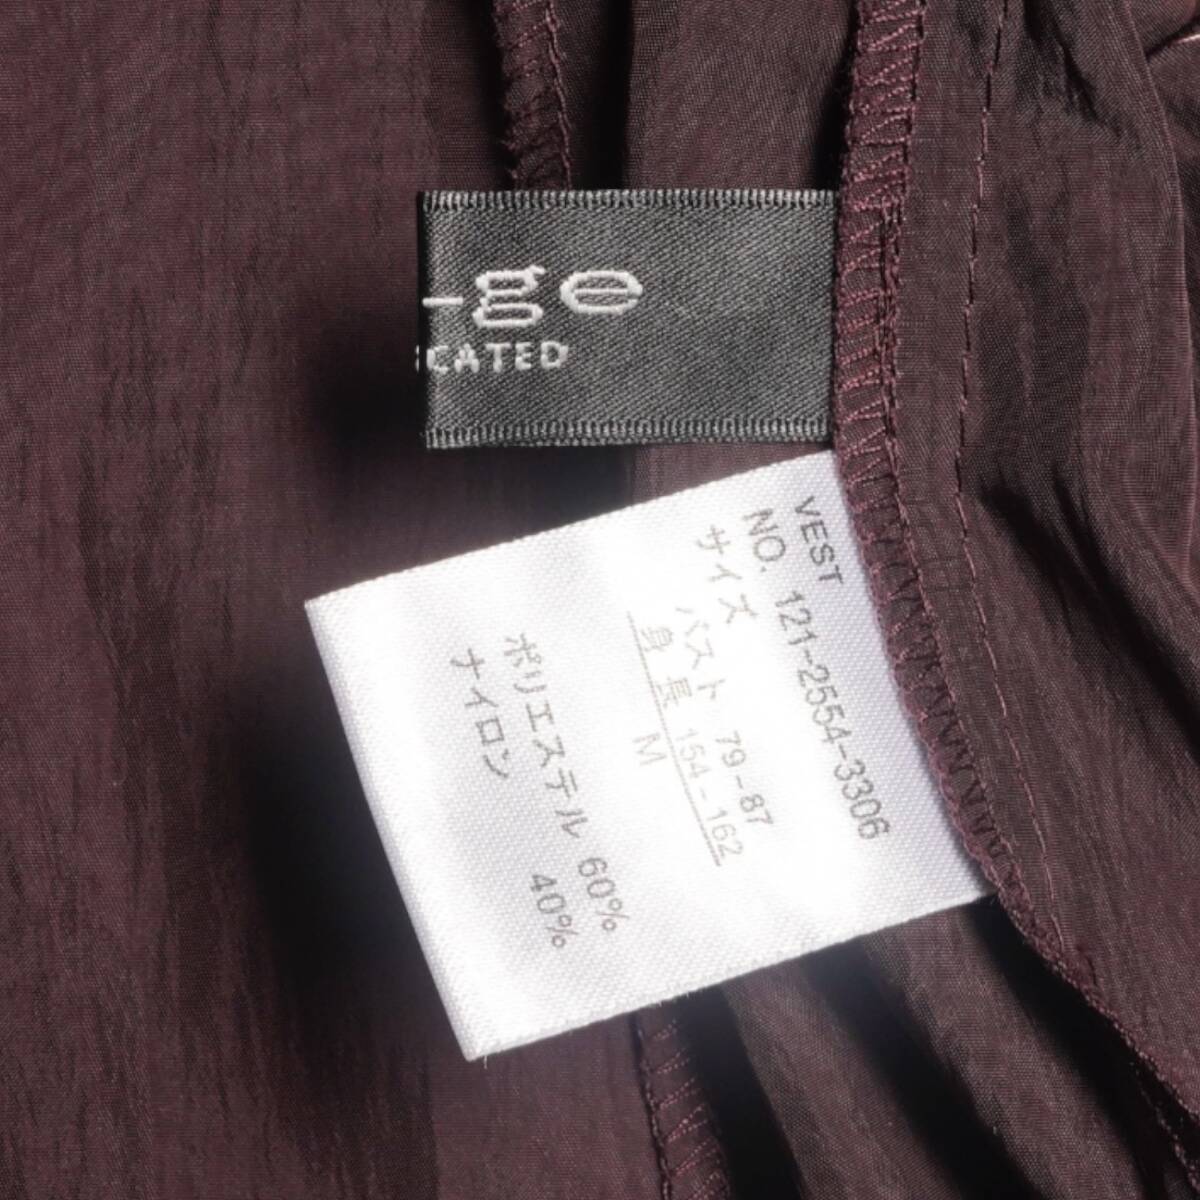 -ge
CATED
VEST
NO. 121-2554-3306
サイズ
バスト 79-87
身長 154-162
M
ポリエステル 60%
ナイロン 40%